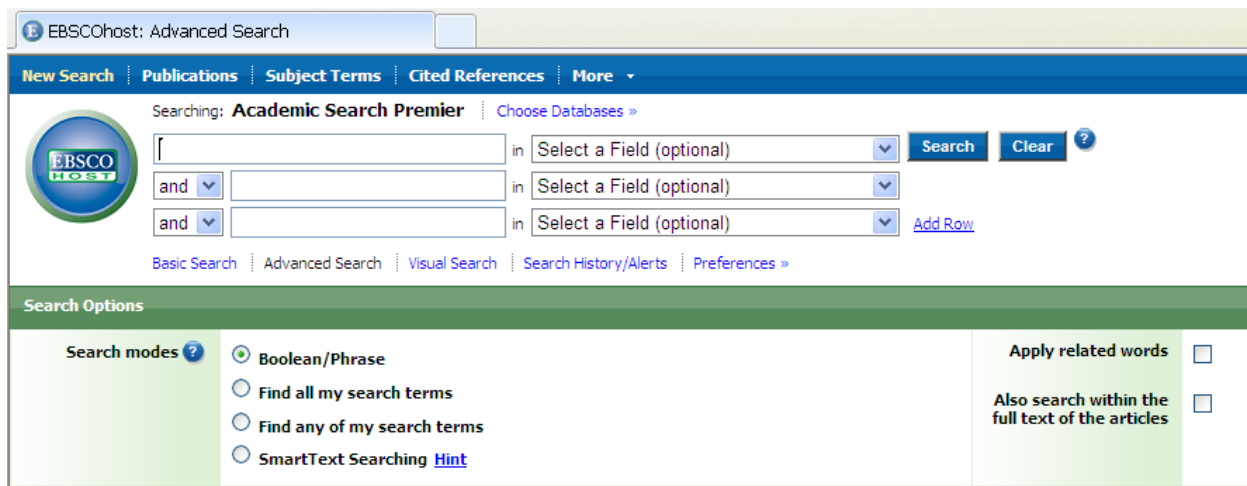 EBSCOhost: Advanced Search
New Search Publications Subject Terms Cited References More
Searching: Academic Search Premier Choose Databases »
EBSCO
HOST
in Select a Field (optional) Search Clear ?
and in Select a Field (optional)
and in Select a Field (optional) Add Row
Basic Search Advanced Search Visual Search Search History/Alerts Preferences »
Search Options
Search modes ? Boolean/Phrase
Find all my search terms
Find any of my search terms
SmartText Searching Hint
Apply related words
Also search within the
full text of the articles